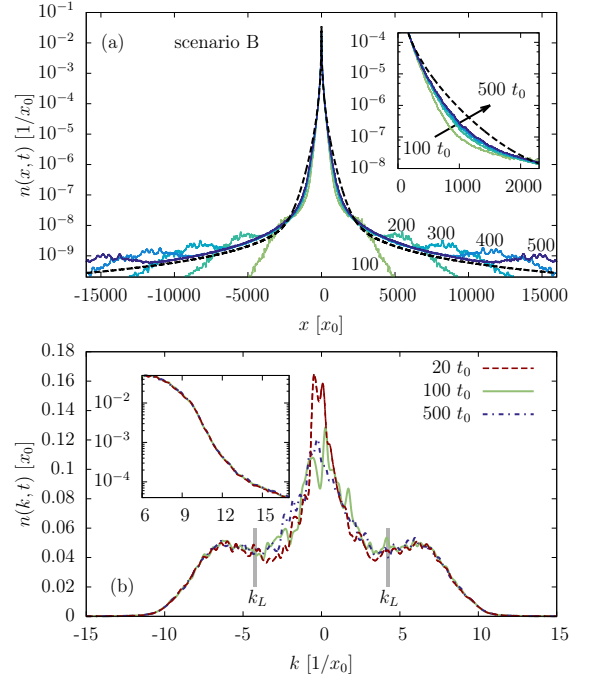 (a)
scenario B
n(x, t) [1/x₀]
10⁻¹
10⁻²
10⁻³
10⁻⁴
10⁻⁵
10⁻⁶
10⁻⁷
10⁻⁸
10⁻⁹
10⁻⁴
10⁻⁵
10⁻⁶
10⁻⁷
10⁻⁸
500 t₀
100 t₀
0 1000 2000
100
200
300
400
500
-15000 -10000 -5000 0 5000 10000 15000
x [x₀]
n(k, t) [x₀]
0.18
0.16
0.14
0.12
0.1
0.08
0.06
0.04
0.02
0
10⁻²
10⁻³
10⁻⁴
6 9 12 15
20 t₀
100 t₀
500 t₀
(b)
k_L
k_L
-15 -10 -5 0 5 10 15
k [1/x₀]